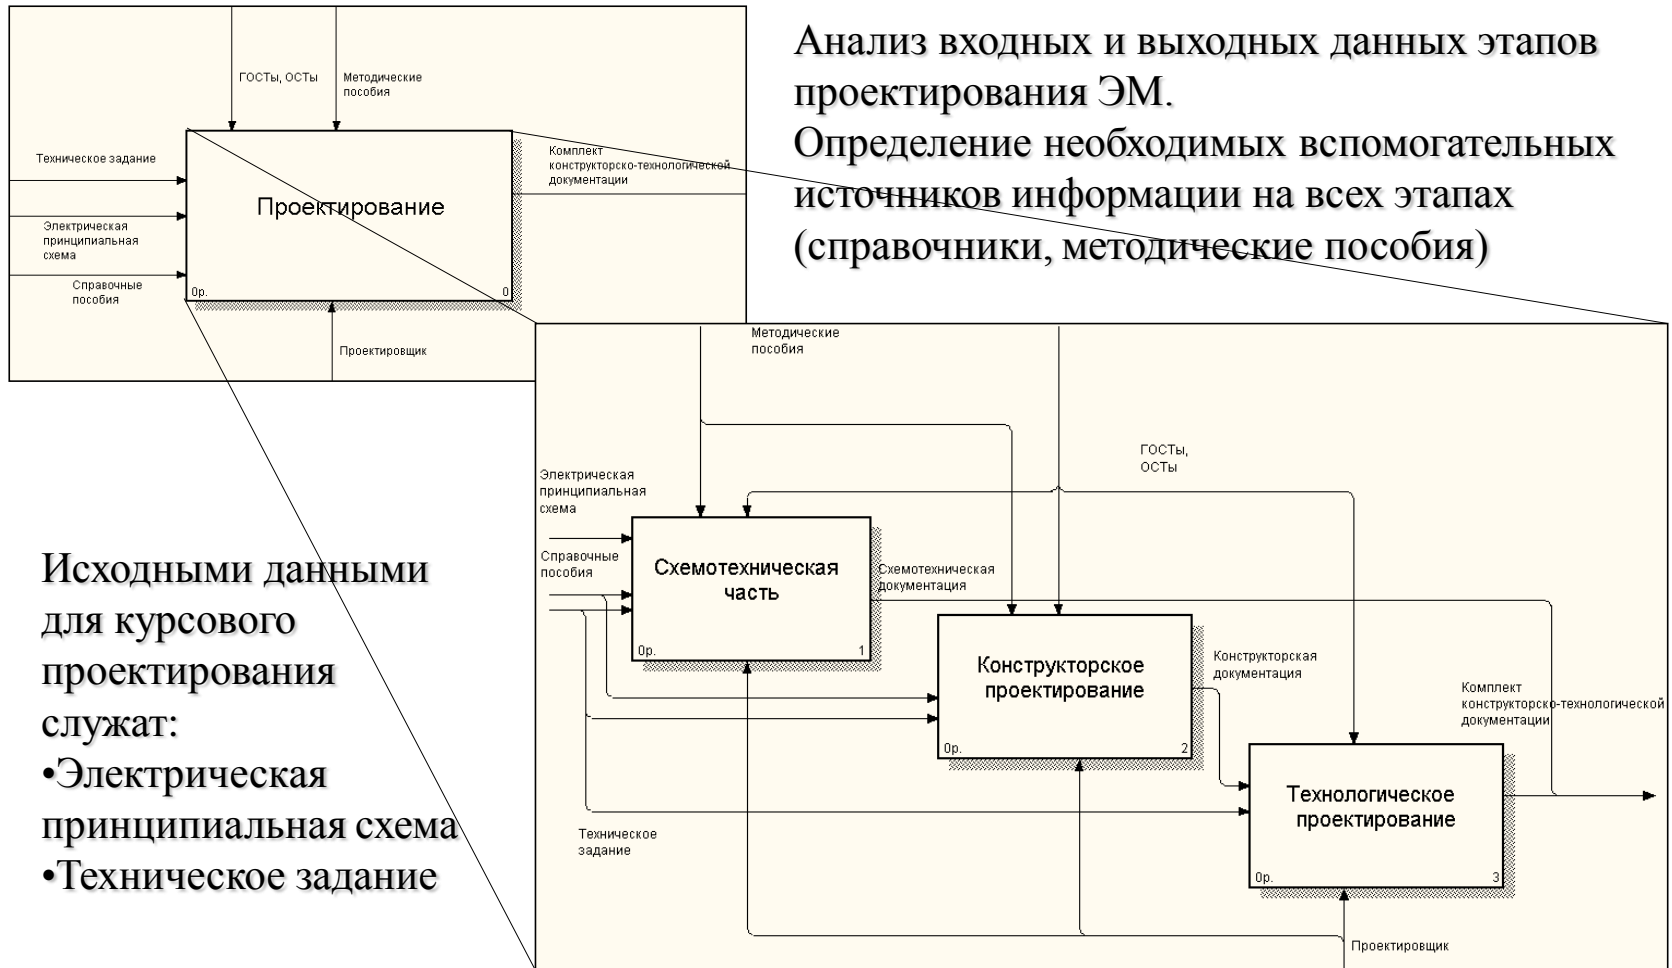 ГОСТы, ОСТы
Методические
пособия
Техническое задание
Электрическая
принципиальная
схема
Справочные
пособия
Проектирование
0р.
0
Комплект
конструкторско-технологической
документации
Проектировщик
Анализ входных и выходных данных этапов
проектирования ЭМ.
Определение необходимых вспомогательных
источников информации на всех этапах
(справочники, методические пособия)
Исходными данными
для курсового
проектирования
служат:
•Электрическая
принципиальная схема
•Техническое задание
Методические
пособия
ГОСТы,
ОСТы
Электрическая
принципиальная
схема
Справочные
пособия
Схемотехническая
часть
0р.
1
Схемотехническая
документация
Конструкторское
проектирование
0р.
2
Конструкторская
документация
Комплект
конструкторско-технологической
документации
Технологическое
проектирование
0р.
3
Техническое
задание
Проектировщик